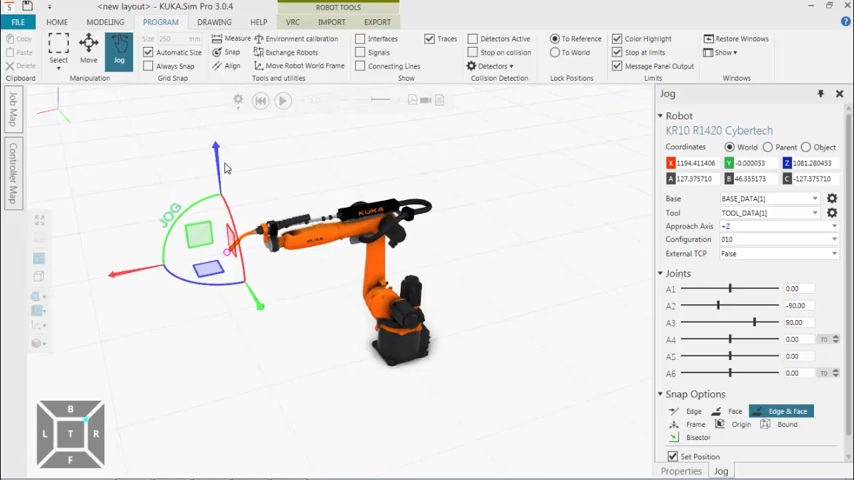 <new layout> - KUKA.Sim Pro 3.0.4
ROBOT TOOLS
FILE HOME MODELING PROGRAM DRAWING HELP VRC IMPORT EXPORT
Copy
Paste
Delete
Clipboard
Select
Move
Jog
Manipulation
Size 250 mm
Automatic Size
Always Snap
Grid Snap
Measure
Snap
Align
Environment calibration
Exchange Robots
Move Robot World Frame
Tools and utilities
Interfaces
Signals
Connecting Lines
Traces
Show
Detectors Active
Stop on collision
Detectors
Collision Detection
To Reference
To World
Lock Positions
Color Highlight
Stop at limits
Message Panel Output
Limits
Restore Windows
Show
Windows
Job Map
Controller Map
JOG
KUKA
KUKA
B
L T R
F
Jog
Robot
KR10 R1420 Cybertech
Coordinates World Parent Object
X 1194.411406 Y -0.000053 Z 1081.280453
A 127.375710 B 46.355173 C -127.375710
Base BASE_DATA[1]
Tool TOOL_DATA[1]
Approach Axis +Z
Configuration 010
External TCP False
Joints
A1 0.00
A2 -90.00
A3 90.00
A4 0.00 T0
A5 0.00
A6 0.00 T0
Snap Options
Edge Face Edge & Face
Frame Origin Bound
Bisector
Set Position
Properties Jog